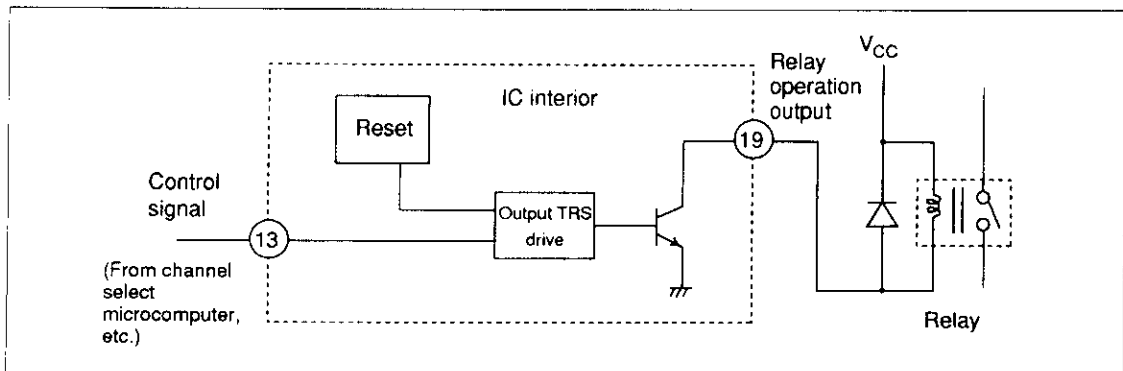 V_CC
Relay
operation
output
IC interior
Reset
19
Control
signal
Output TRS
drive
13
(From channel
select
microcomputer,
etc.)
Relay